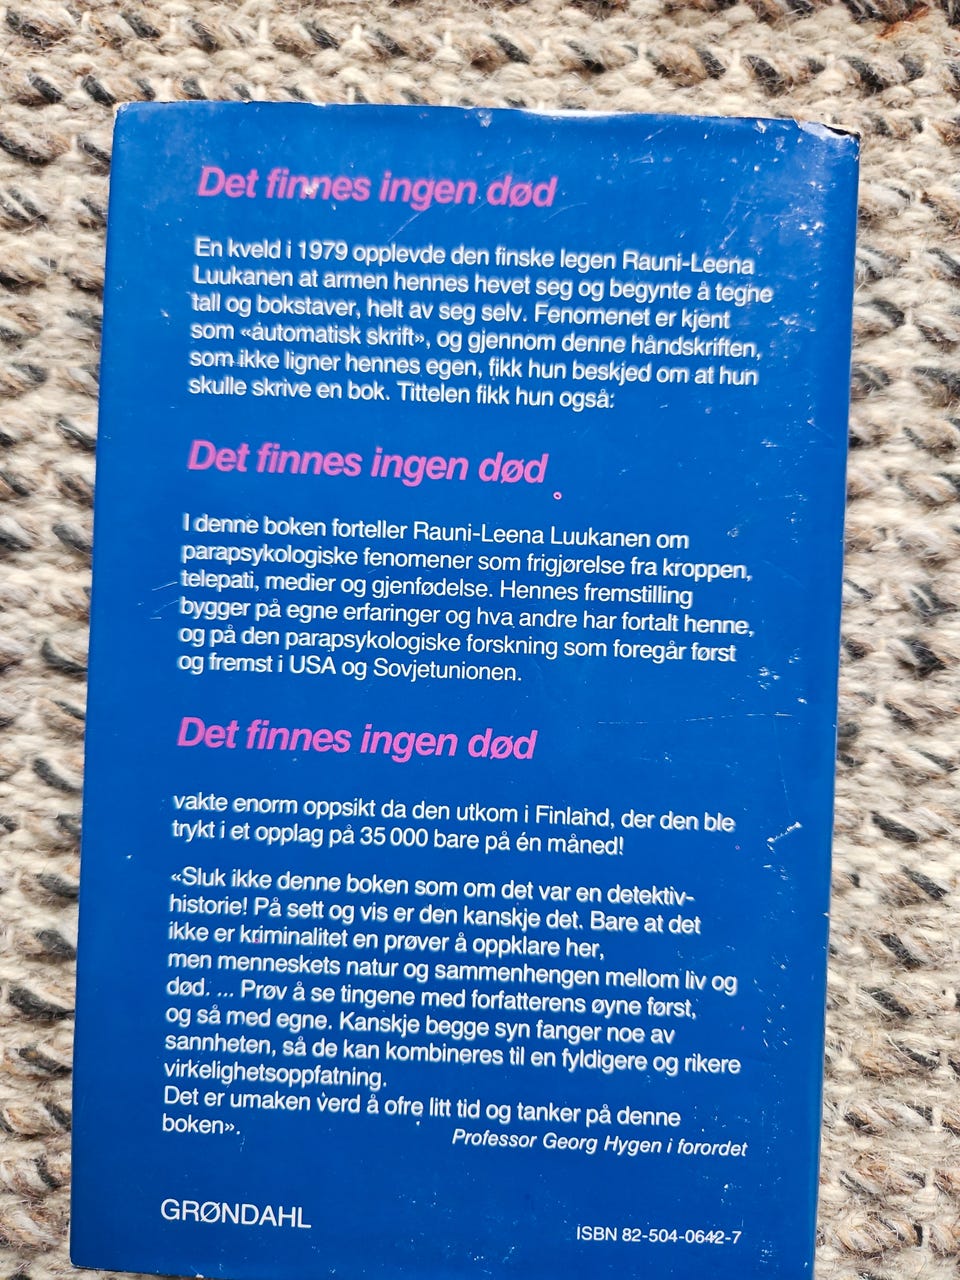 Det finnes ingen død
En kveld i 1979 opplevde den finske legen Rauni-Leena
Luukanen at armen hennes hevet seg og begynte å tegne
tall og bokstaver, helt av seg selv. Fenomenet er kjent
som «automatisk skrift», og gjennom denne håndskriften,
som ikke ligner hennes egen, fikk hun beskjed om at hun
skulle skrive en bok. Tittelen fikk hun også:
Det finnes ingen død
I denne boken forteller Rauni-Leena Luukanen om
parapsykologiske fenomener som frigjørelse fra kroppen,
telepati, medier og gjenfødelse. Hennes fremstilling
bygger på egne erfaringer og hva andre har fortalt henne,
og på den parapsykologiske forskning som foregår først
og fremst i USA og Sovjetunionen.
Det finnes ingen død
vakte enorm oppsikt da den utkom i Finland, der den ble
trykt i et opplag på 35 000 bare på én måned!
«Sluk ikke denne boken som om det var en detektiv-
historie! På sett og vis er den kanskje det. Bare at det
ikke er kriminalitet en prøver å oppklare her,
men menneskets natur og sammenhengen mellom liv og
død. ... Prøv å se tingene med forfatterens øyne først,
og så med egne. Kanskje begge syn fanger noe av
sannheten, så de kan kombineres til en fyldigere og rikere
virkelighetsoppfatning.
Det er umaken verd å ofre litt tid og tanker på denne
boken».
Professor Georg Hygen i forordet
GRØNDAHL
ISBN 82-504-0642-7